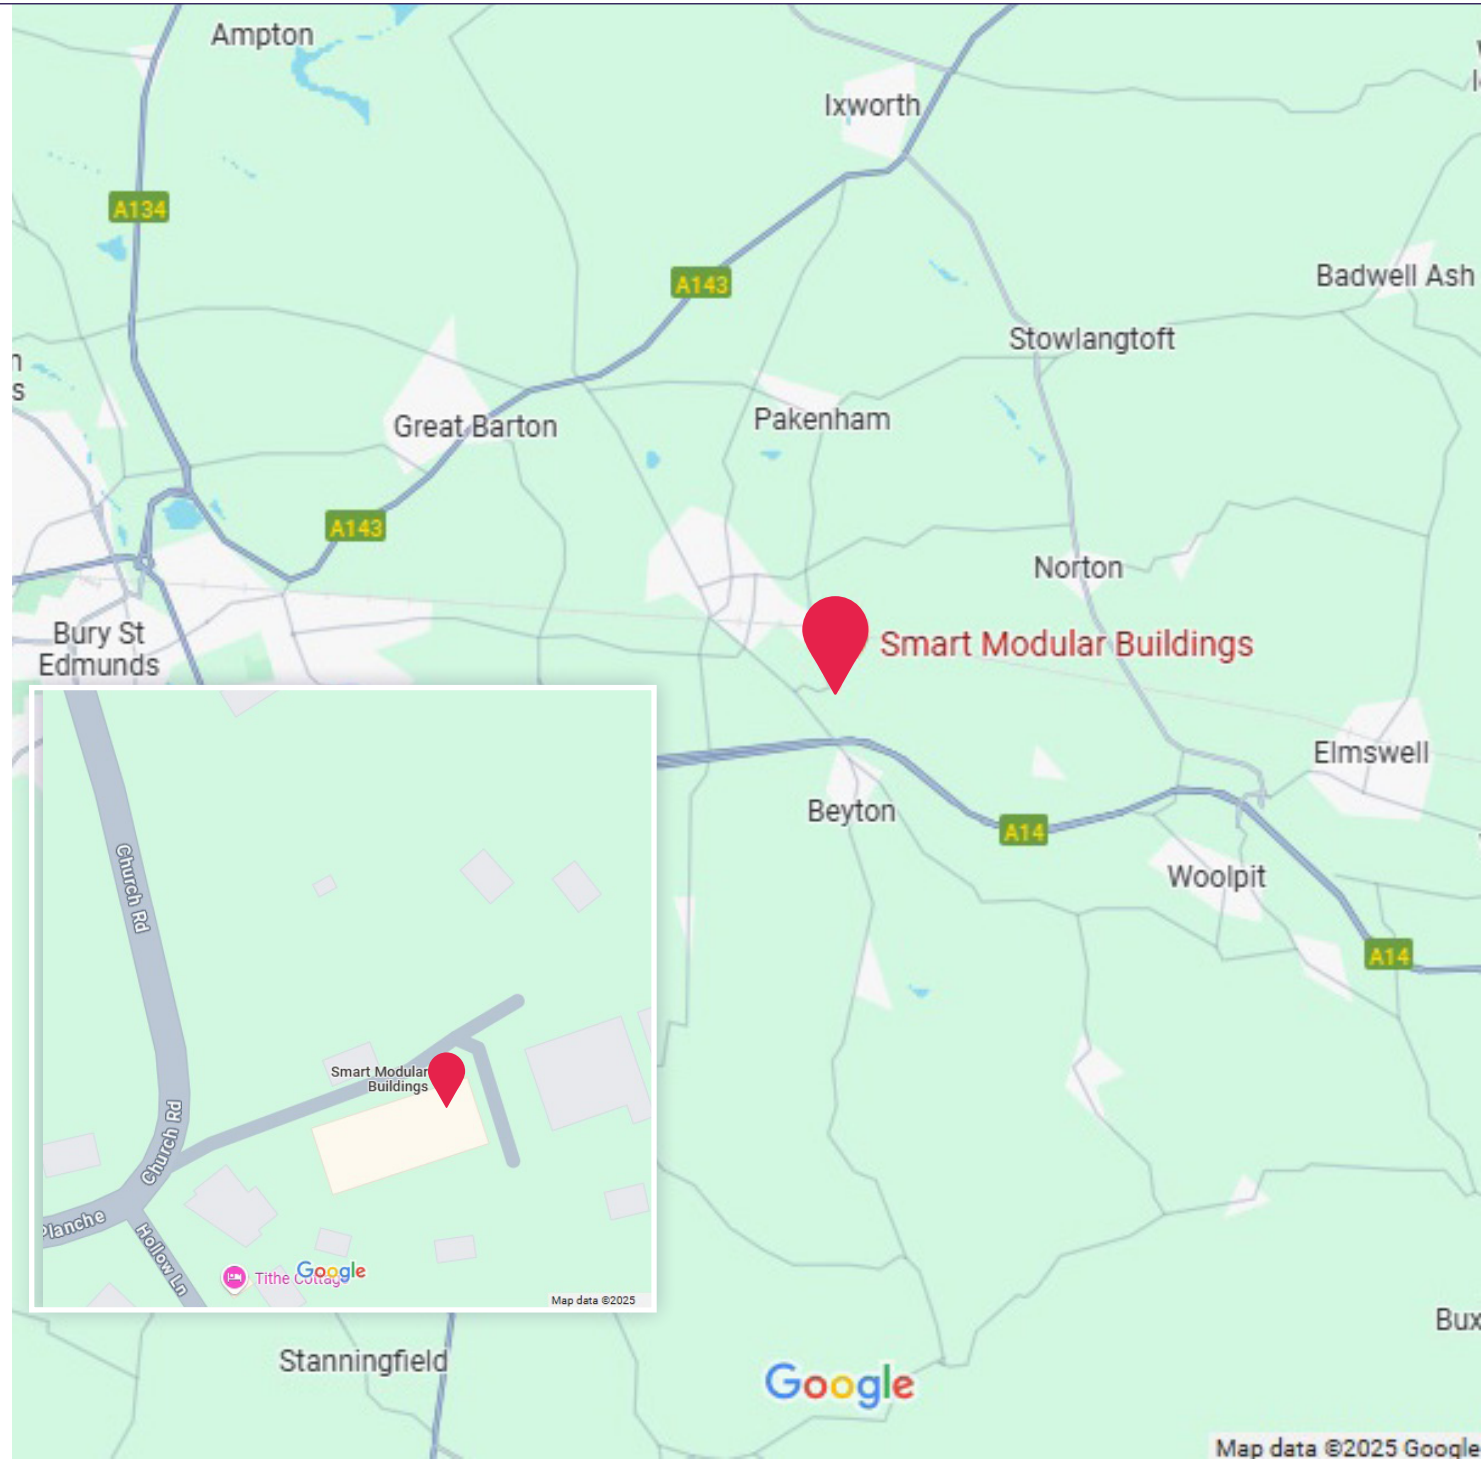 Ampton
Ixworth
A134
A143
Badwell Ash
Stowlangtoft
Great Barton
Pakenham
A143
Norton
Bury St
Edmunds
Smart Modular Buildings
Elmswell
Beyton
A14
Woolpit
A14
Church Rd
Smart Modular
Buildings
Church Rd
Planche
Hollow Ln
Tithe Cottage
Google
Map data ©2025
Stanningfield
Bux
Google
Map data ©2025 Google